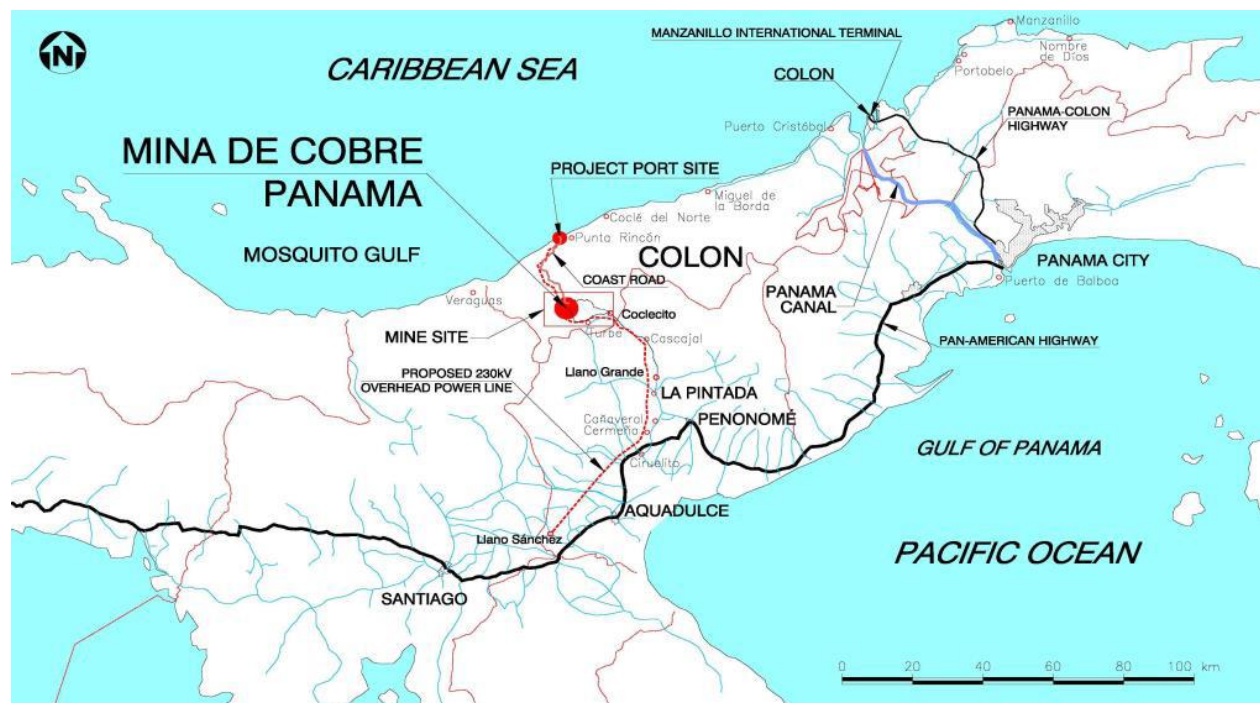 N
CARIBBEAN SEA
MANZANILLO INTERNATIONAL TERMINAL
COLON
Manzanillo
Nombre
de Dios
Portobelo
PANAMA-COLON
HIGHWAY
Puerto Cristóbal
MINA DE COBRE
PANAMA
PROJECT PORT SITE
Miguel de
la Borda
Coclé del Norte
Punta Rincón
MOSQUITO GULF
COLON
COAST ROAD
PANAMA CITY
Puerto de Balboa
PANAMA
CANAL
Veraguas
MINE SITE
Coclecito
Turbe
Cascajal
PAN-AMERICAN HIGHWAY
PROPOSED 230kV
OVERHEAD POWER LINE
Llano Grande
LA PINTADA
Cañaveral
Cermeño
PENONOMÉ
GULF OF PANAMA
Ciruelito
AQUADULCE
Llano Sánchez
PACIFIC OCEAN
SANTIAGO
0 20 40 60 80 100 km